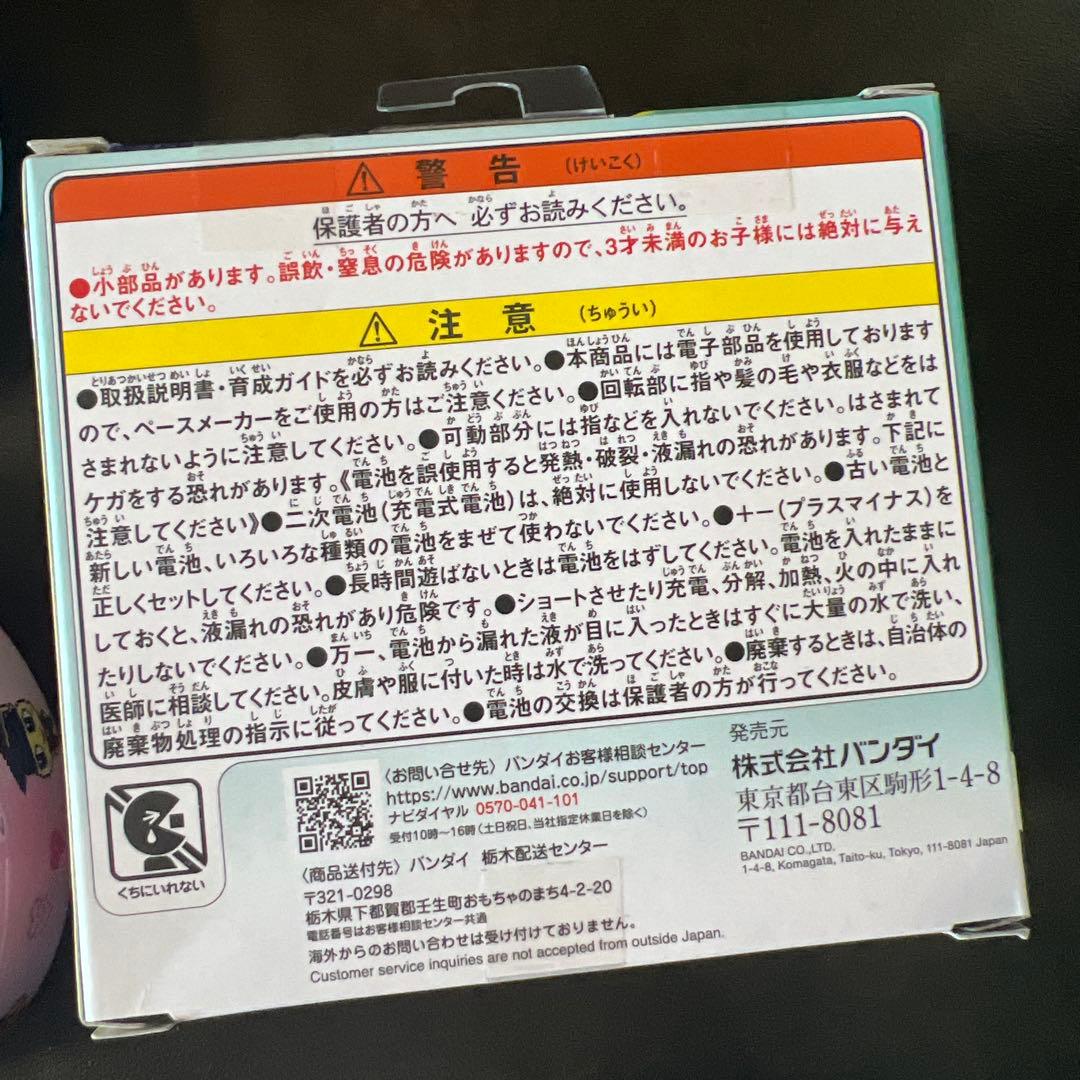 警告 (けいこく)
保護者の方へ 必ずお読みください。
●小部品があります。誤飲・窒息の危険がありますので、3才未満のお子様には絶対に与え
ないでください。
注意 (ちゅうい)
●取扱説明書・育成ガイドを必ずお読みください。●本商品には電子部品を使用しております
ので、ペースメーカーをご使用の方はご注意ください。●回転部に指や髪の毛や衣服などをは
さまれないように注意してください。●可動部分には指などを入れないでください。はさまれて
ケガをする恐れがあります。《電池を誤使用すると発熱・破裂・液漏れの恐れがあります。下記に
注意してください》●二次電池(充電式電池)は、絶対に使用しないでください。●古い電池と
新しい電池、いろいろな種類の電池をまぜて使わないでください。●+−(プラスマイナス)を
正しくセットしてください。●長時間遊ばないときは電池をはずしてください。電池を入れたままに
しておくと、液漏れの恐れがあり危険です。●ショートさせたり充電、分解、加熱、火の中に入れ
たりしないでください。●万一、電池から漏れた液が目に入ったときはすぐに大量の水で洗い、
医師に相談してください。皮膚や服に付いた時は水で洗ってください。●廃棄するときは、自治体の
廃棄物処理の指示に従ってください。●電池の交換は保護者の方が行ってください。
くちにいれない
〈お問い合せ先〉バンダイお客様相談センター
https://www.bandai.co.jp/support/top
ナビダイヤル 0570-041-101
受付10時〜16時(土日祝日、当社指定休業日を除く)
〈商品送付先〉バンダイ 栃木配送センター
〒321-0298
栃木県下都賀郡壬生町おもちゃのまち4-2-20
電話番号はお客様相談センター共通
海外からのお問い合わせは受け付けておりません。
Customer service inquiries are not accepted from outside Japan.
発売元
株式会社バンダイ
東京都台東区駒形1-4-8
〒111-8081
BANDAI CO.,LTD.
1-4-8, Komagata, Taito-ku, Tokyo, 111-8081 Japan